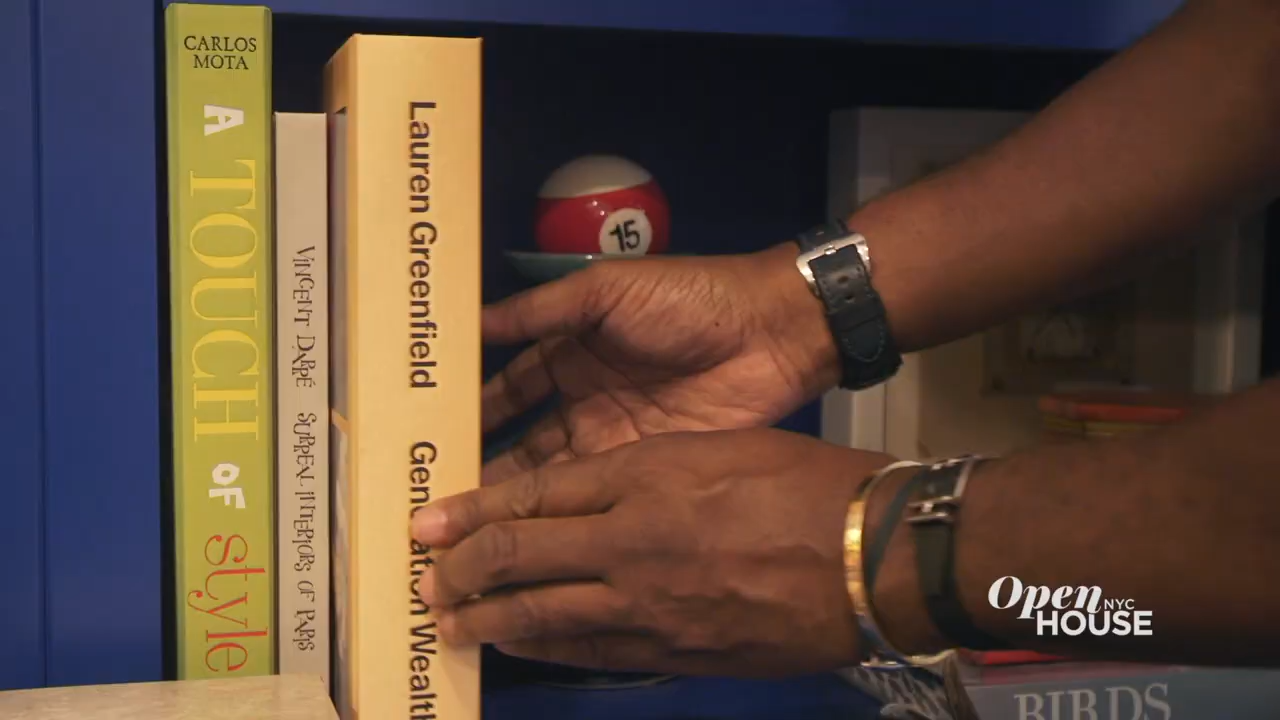 CARLOS
MOTA
A TOUCH OF style
VINCENT DARRÉ SURREAL INTERIORS OF PARIS
Lauren Greenfield Generation Wealth
15
Open NYC
HOUSE
BIRDS